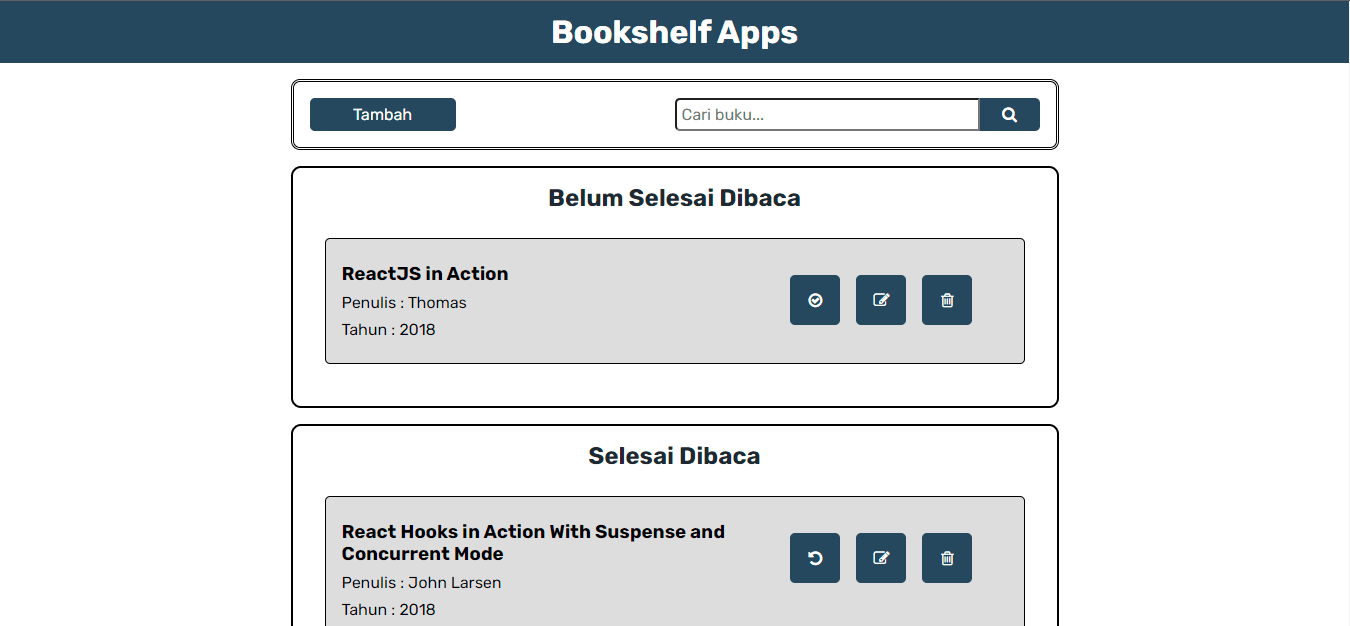 Bookshelf Apps
Tambah
Cari buku...
Belum Selesai Dibaca
ReactJS in Action
Penulis : Thomas
Tahun : 2018
Selesai Dibaca
React Hooks in Action With Suspense and
Concurrent Mode
Penulis : John Larsen
Tahun : 2018